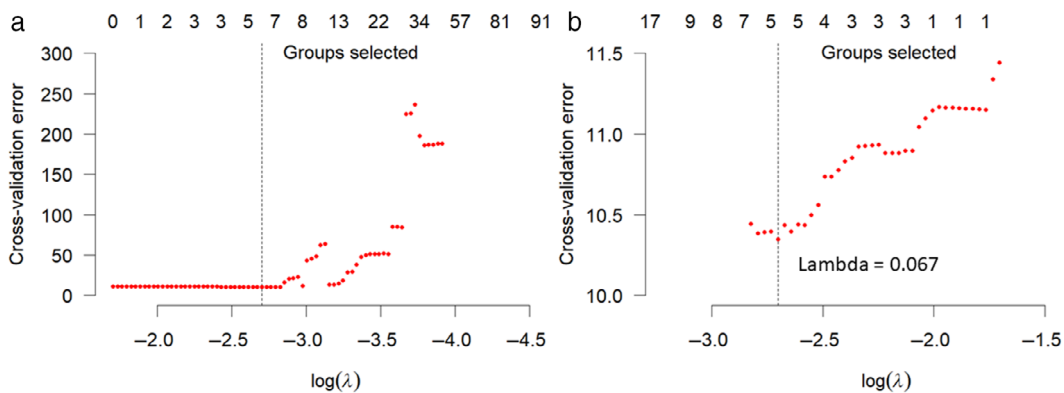 a
0 1 2 3 3 5 7 8 13 22 34 57 81 91
Groups selected
300
250
200
150
100
50
0
Cross-validation error
–2.0 –2.5 –3.0 –3.5 –4.0 –4.5
log(λ)
b
17 9 8 7 5 5 4 3 3 3 1 1 1
Groups selected
11.5
11.0
10.5
10.0
Cross-validation error
Lambda = 0.067
–3.0 –2.5 –2.0 –1.5
log(λ)